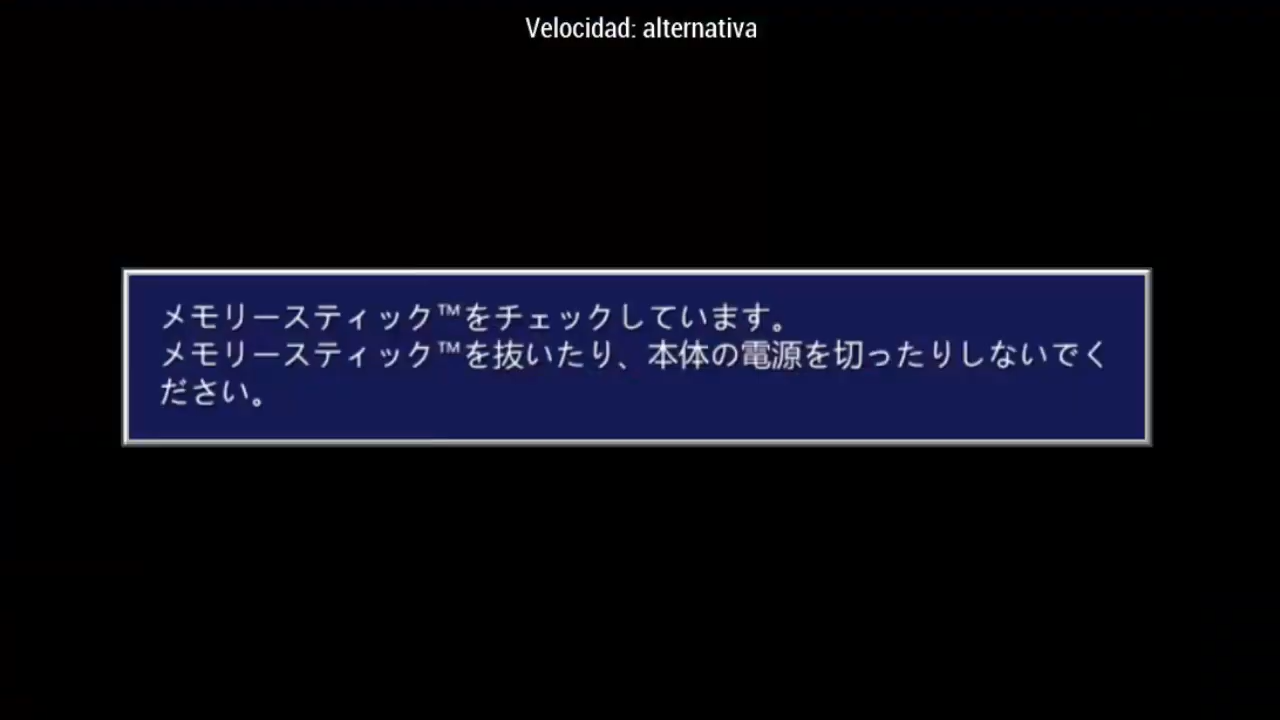 Velocidad: alternativa
メモリースティック™をチェックしています。
メモリースティック™を抜いたり、本体の電源を切ったりしないでく
ださい。